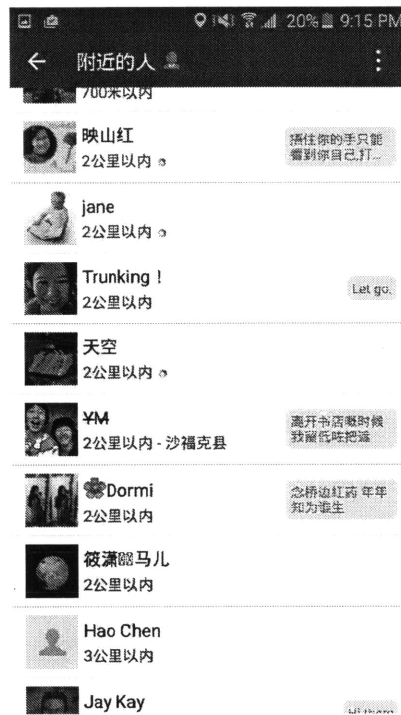 20% 9:15 PM
附近的人
700米以内
映山红
2公里以内
捂住你的手只能
看到你自己,打...
jane
2公里以内
Trunking！
2公里以内
Let go.
天空
2公里以内
¥M
2公里以内 - 沙福克县
离开书店嘅时候
我留低咗把遮
Dormi
2公里以内
念桥边红药 年年
知为谁生
筱潇 马儿
2公里以内
Hao Chen
3公里以内
Jay Kay
Hi there